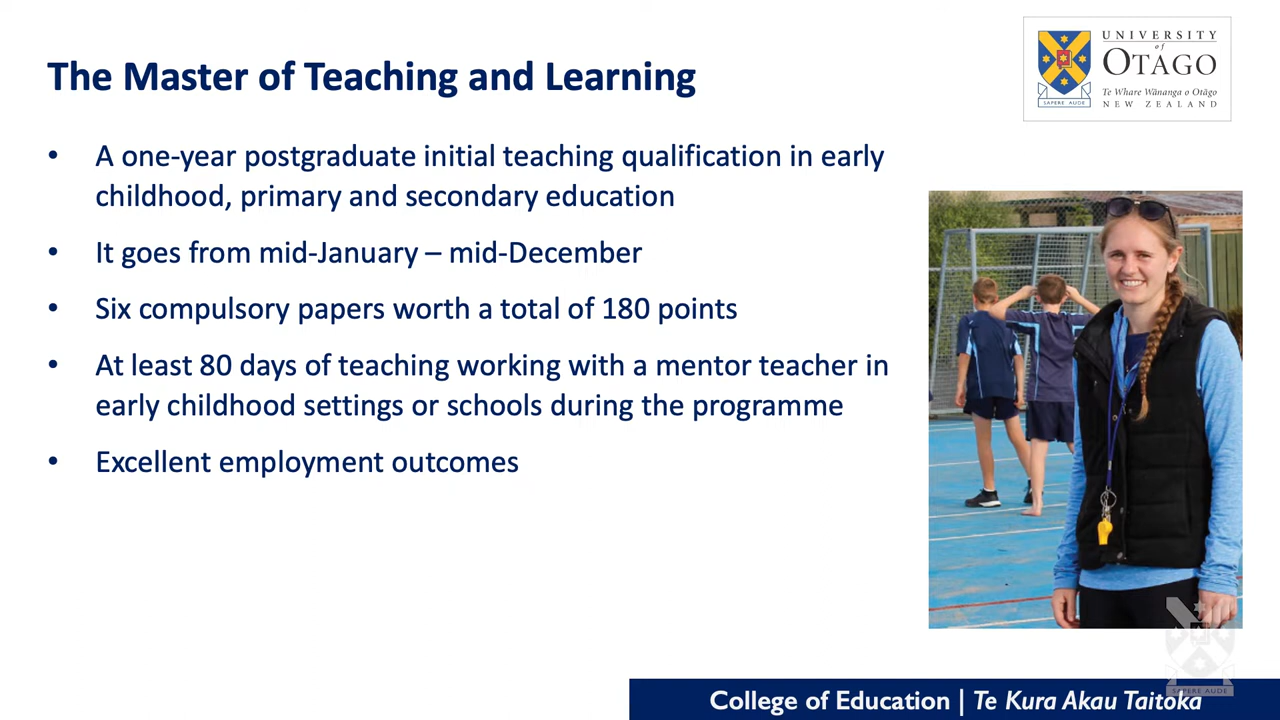 The Master of Teaching and Learning
UNIVERSITY
of
OTAGO
Te Whare Wānanga o Otāgo
NEW ZEALAND
SAPERE AUDE
• A one-year postgraduate initial teaching qualification in early
childhood, primary and secondary education
• It goes from mid-January – mid-December
• Six compulsory papers worth a total of 180 points
• At least 80 days of teaching working with a mentor teacher in
early childhood settings or schools during the programme
• Excellent employment outcomes
SAPERE AUDE
College of Education | Te Kura Akau Taitoka